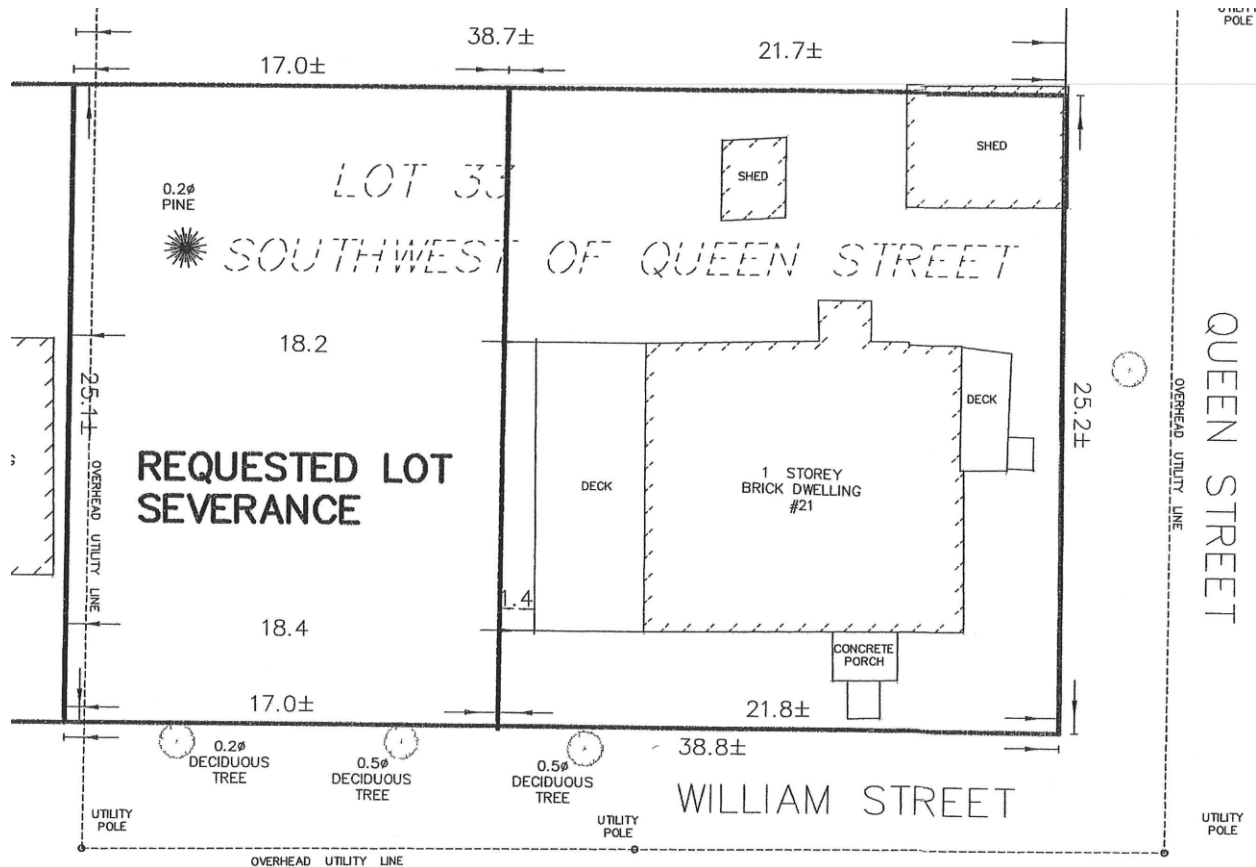 UTILITY
POLE
38.7±
17.0±
21.7±
SHED
SHED
0.2ø
PINE
LOT 33
SOUTHWEST OF QUEEN STREET
QUEEN STREET
18.2
25.1±
25.2±
DECK
OVERHEAD UTILITY LINE
OVERHEAD UTILITY LINE
REQUESTED LOT
SEVERANCE
DECK
1 STOREY
BRICK DWELLING
#21
1.4
18.4
CONCRETE
PORCH
17.0±
21.8±
38.8±
0.2ø
DECIDUOUS
TREE
0.5ø
DECIDUOUS
TREE
0.5ø
DECIDUOUS
TREE
WILLIAM STREET
UTILITY
POLE
UTILITY
POLE
UTILITY
POLE
OVERHEAD UTILITY LINE